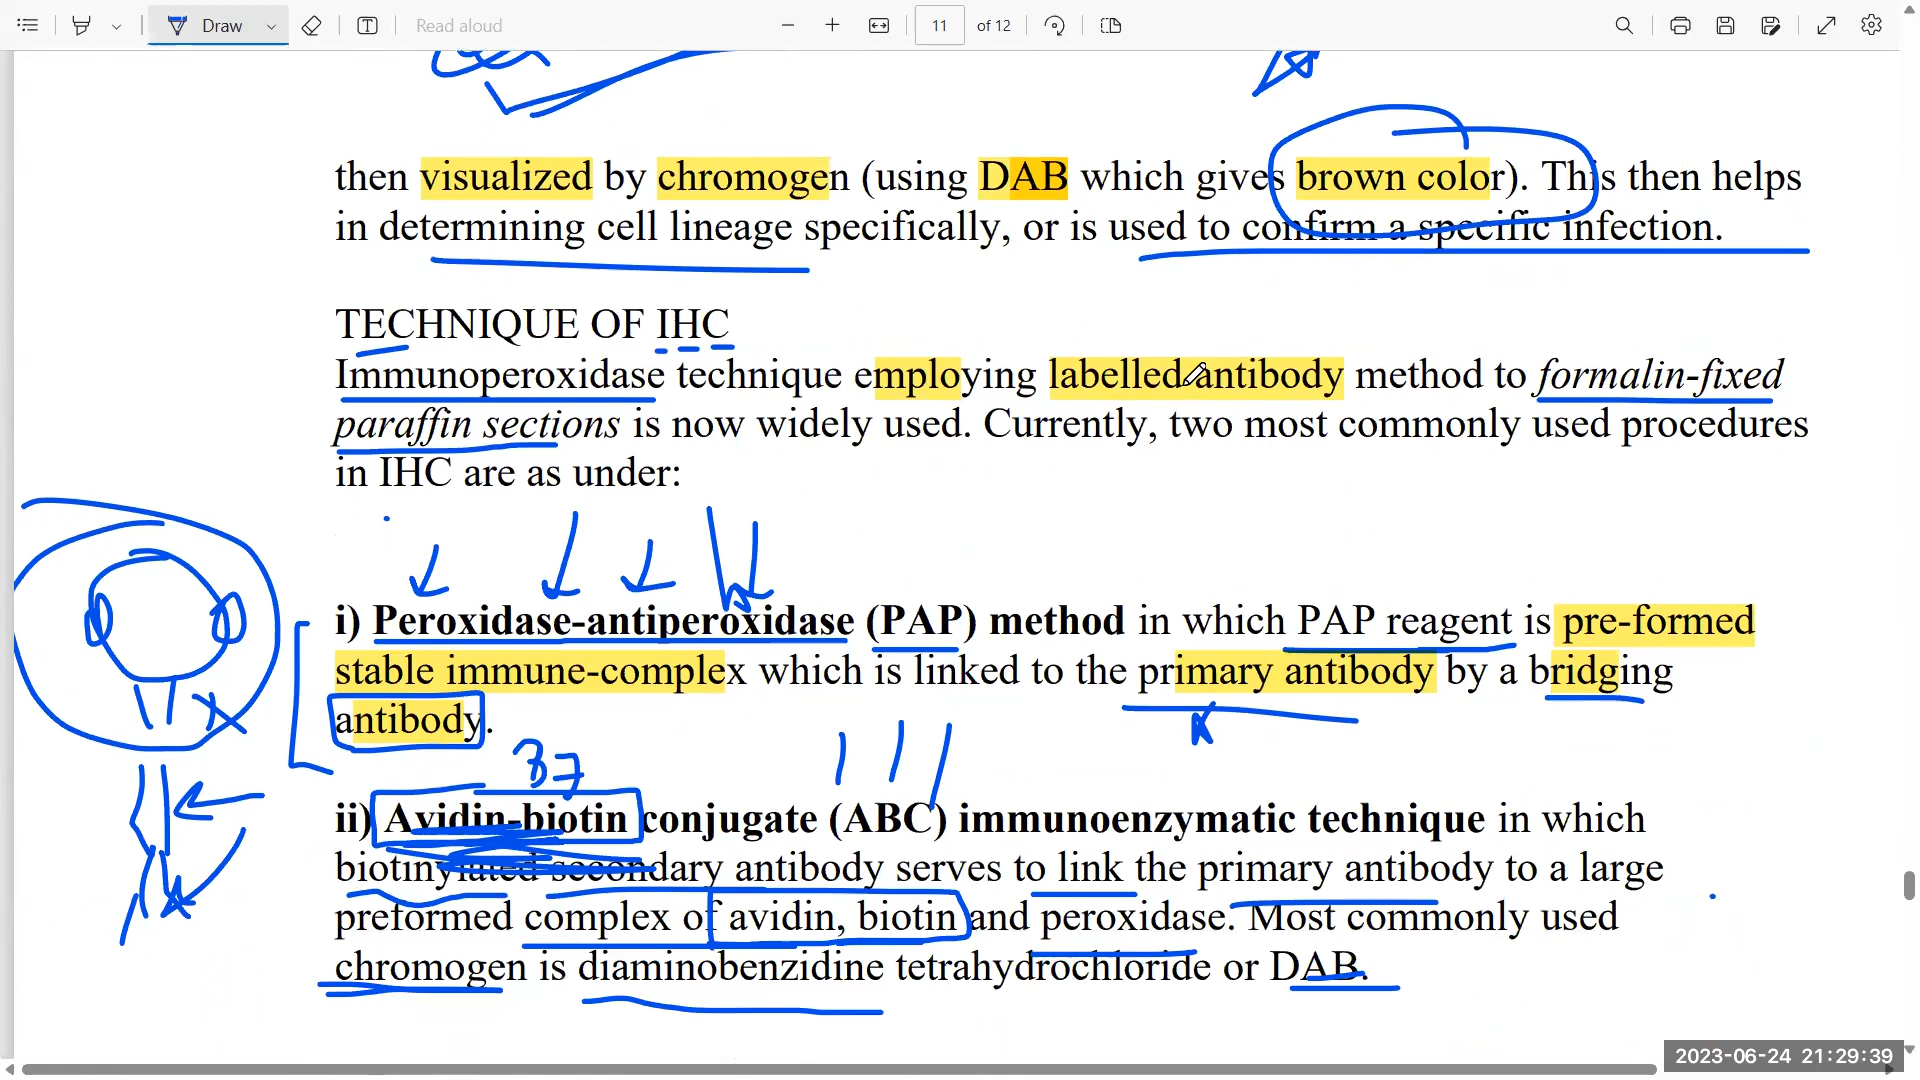 Draw
Read aloud
11 of 12
then visualized by chromogen (using DAB which gives brown color). This then helps
in determining cell lineage specifically, or is used to confirm a specific infection.
TECHNIQUE OF IHC
Immunoperoxidase technique employing labelled antibody method to formalin-fixed
paraffin sections is now widely used. Currently, two most commonly used procedures
in IHC are as under:
i) Peroxidase-antiperoxidase (PAP) method in which PAP reagent is pre-formed
stable immune-complex which is linked to the primary antibody by a bridging
antibody.
B7
ii) Avidin-biotin conjugate (ABC) immunoenzymatic technique in which
biotinylated secondary antibody serves to link the primary antibody to a large
preformed complex of avidin, biotin and peroxidase. Most commonly used
chromogen is diaminobenzidine tetrahydrochloride or DAB.
2023-06-24 21:29:39